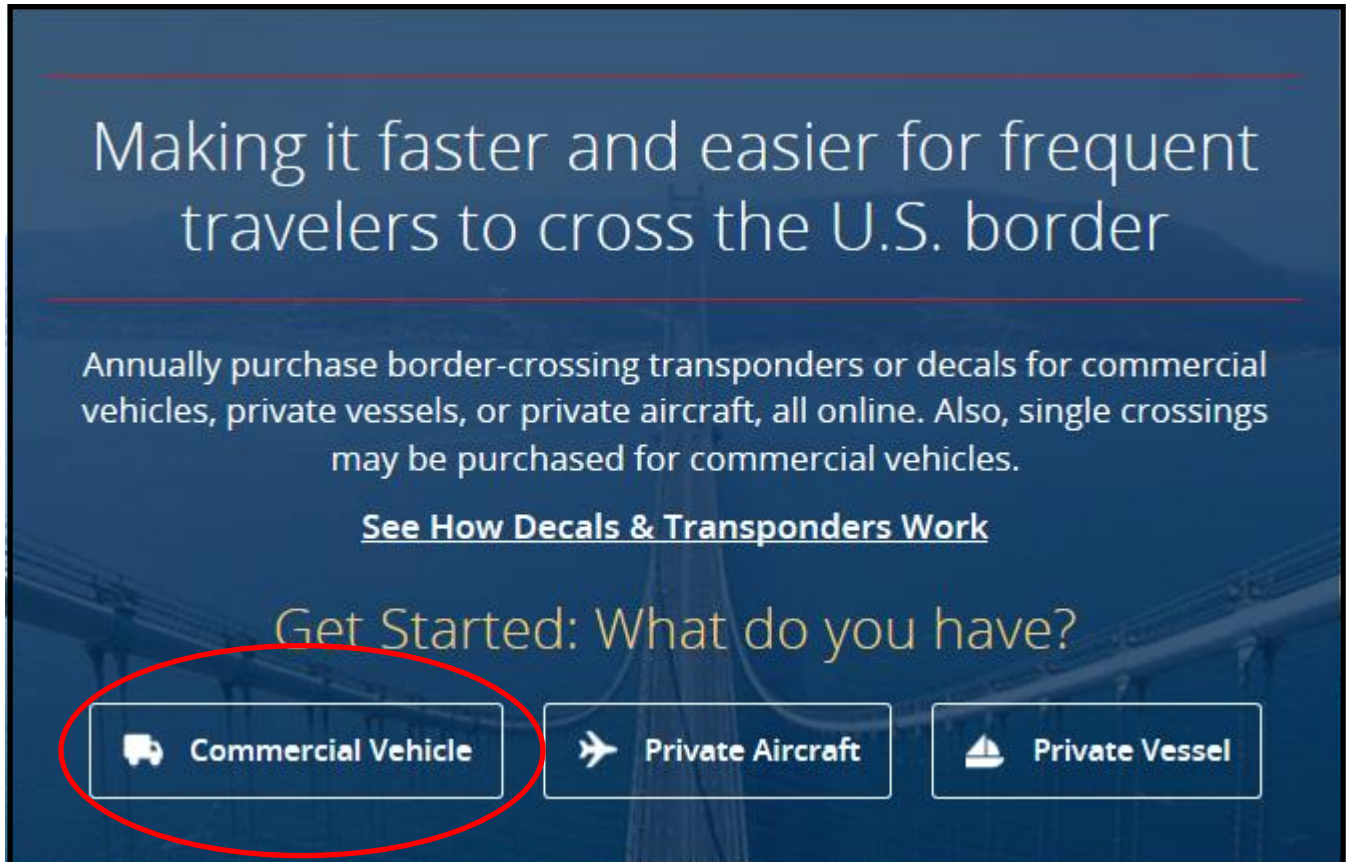 Making it faster and easier for frequent
travelers to cross the U.S. border
Annually purchase border-crossing transponders or decals for commercial
vehicles, private vessels, or private aircraft, all online. Also, single crossings
may be purchased for commercial vehicles.
See How Decals & Transponders Work
Get Started: What do you have?
Commercial Vehicle
Private Aircraft
Private Vessel